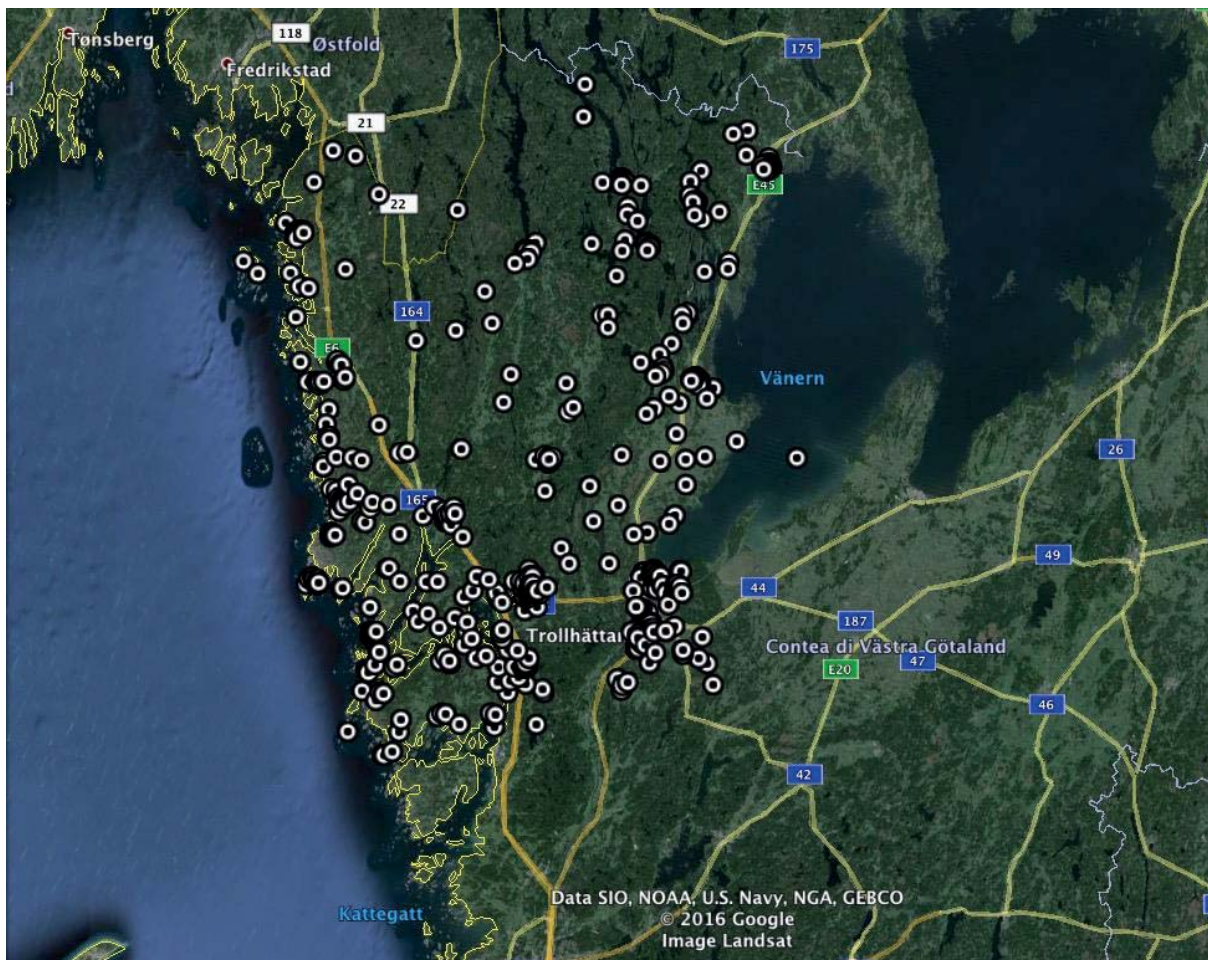 Tønsberg
118
Østfold
175
Fredrikstad
d
21
E45
22
164
E6
Vänern
26
165
49
44
187
Trollhättan
Contea di Västra Götaland
47
E20
46
42
Data SIO, NOAA, U.S. Navy, NGA, GEBCO
Kattegatt
© 2016 Google
Image Landsat